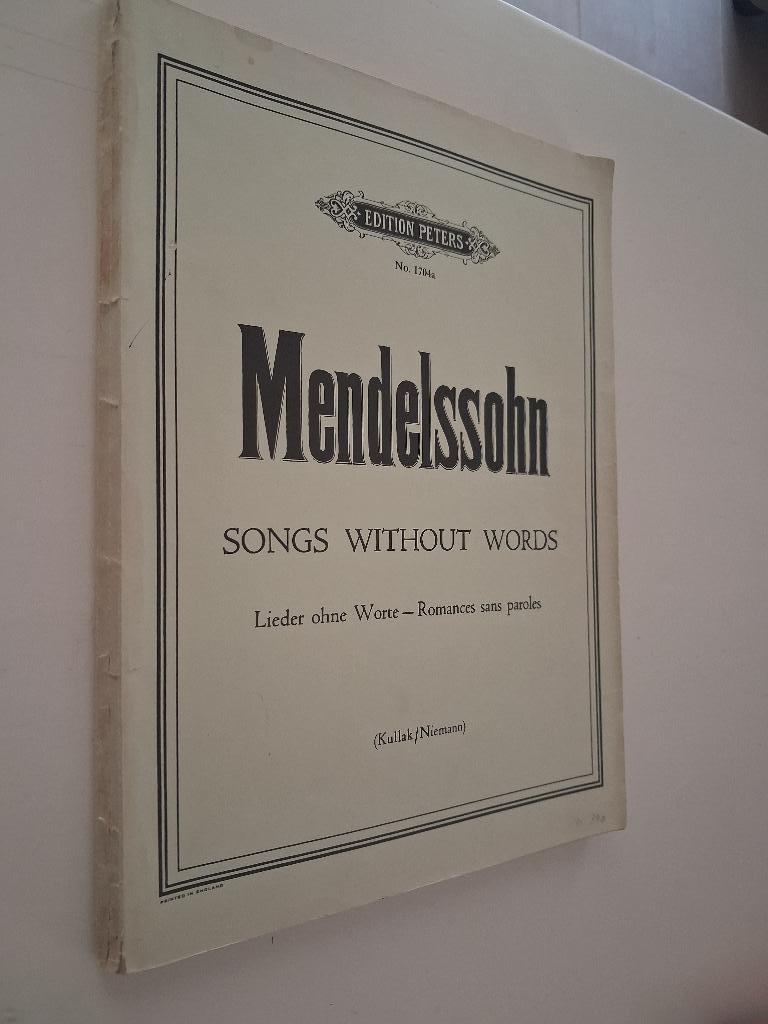 EDITION PETERS
No. 1704a
Mendelssohn
SONGS WITHOUT WORDS
Lieder ohne Worte — Romances sans paroles
(Kullak/Niemann)
PRINTED IN ENGLAND